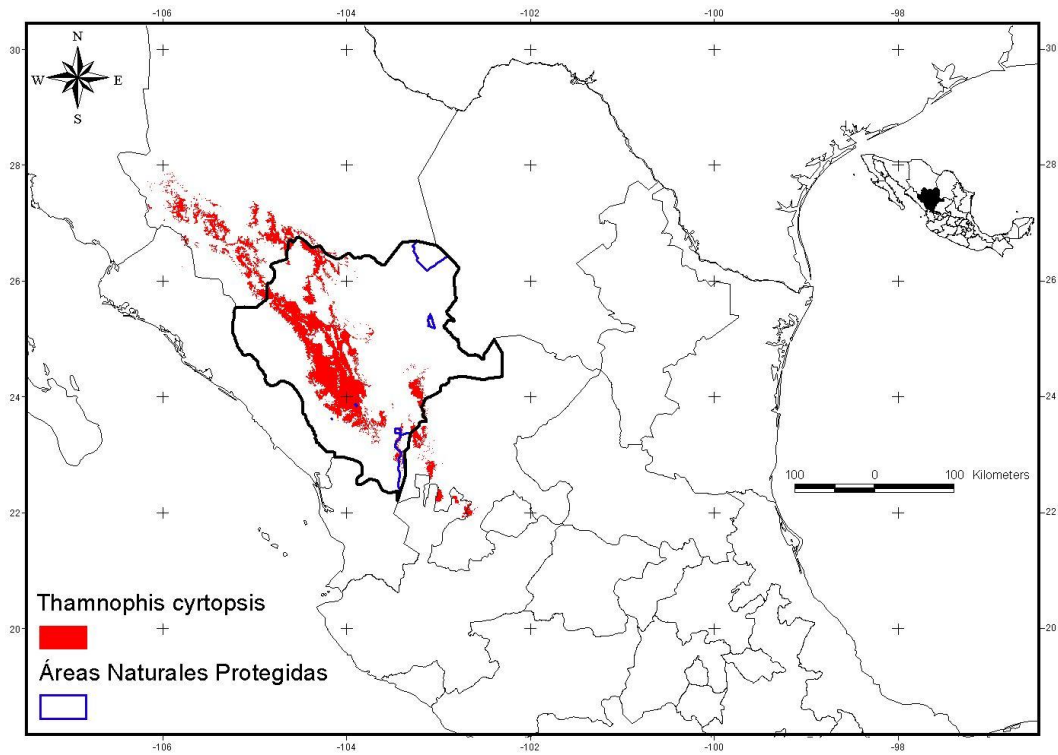 -106 -104 -102 -100 -98
30 30
N
W E
S
28 28
26 26
24 24
100 0 100 Kilometers
22 22
Thamnophis cyrtopsis
20 20
Áreas Naturales Protegidas
-106 -104 -102 -100 -98